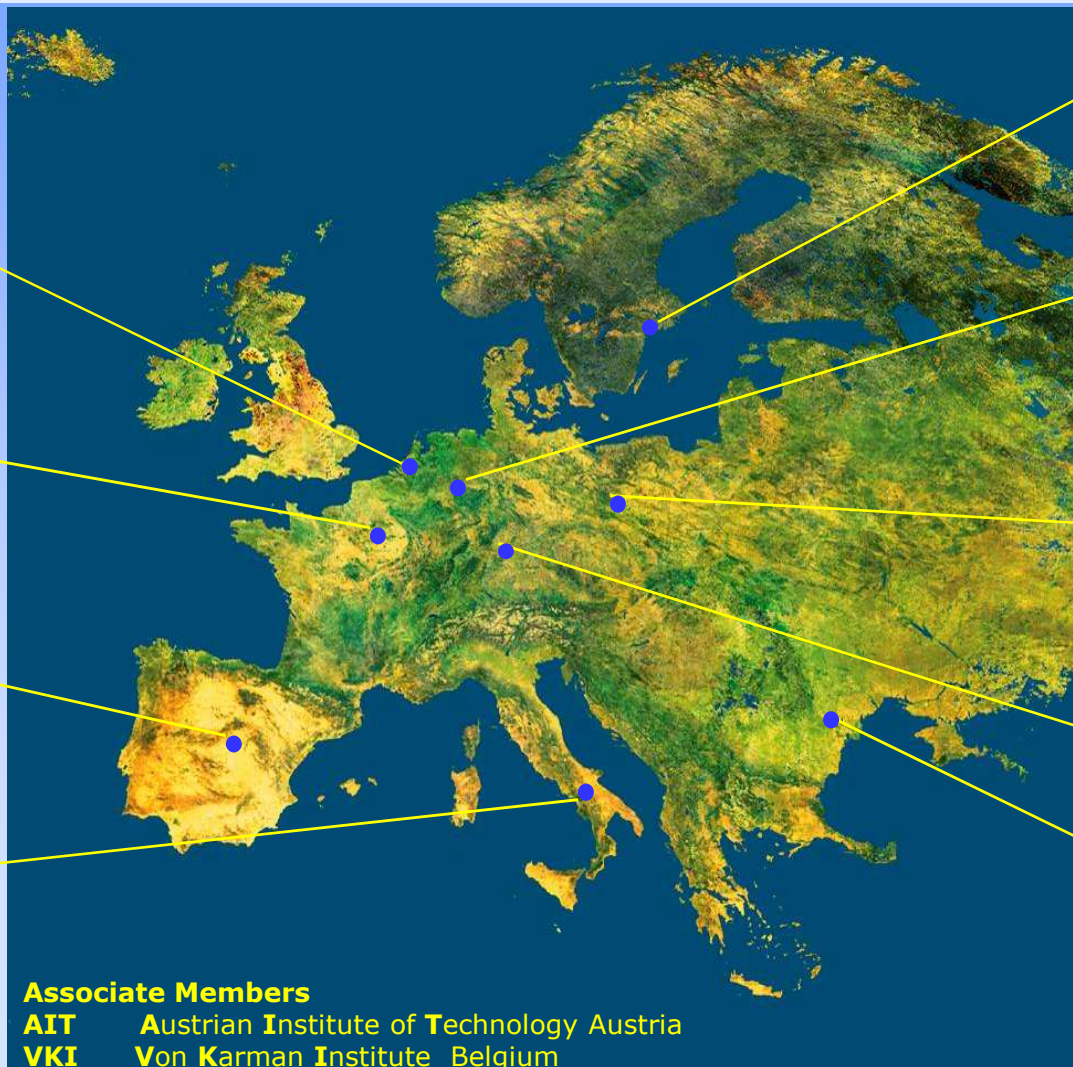 Associate Members
AIT Austrian Institute of Technology Austria
VKI Von Karman Institute Belgium